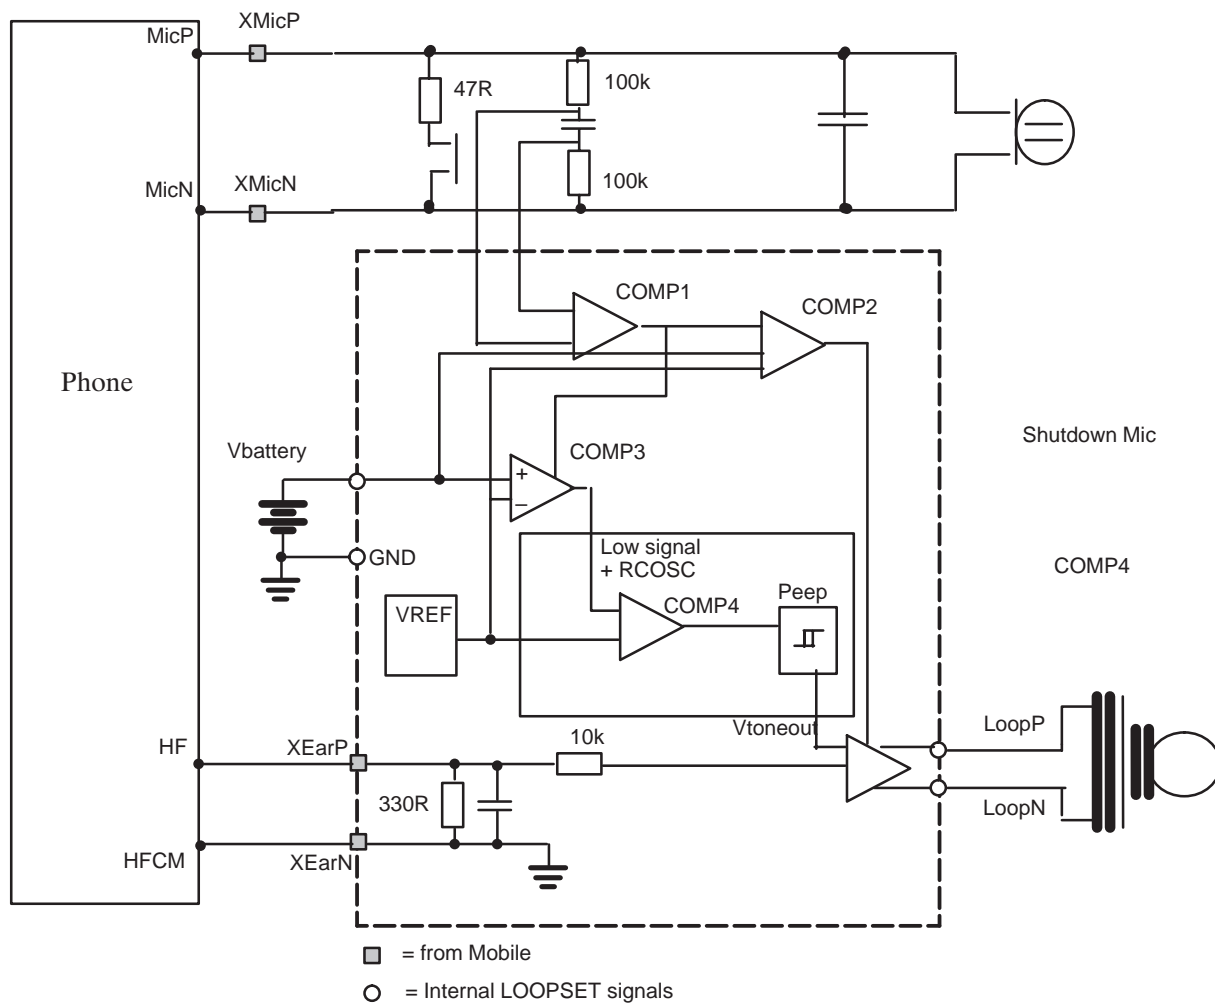 XMicP
MicP
47R
100k
100k
MicN
XMicN
COMP1
COMP2
Phone
Vbattery
COMP3
Shutdown Mic
+
−
GND
Low signal
+ RCOSC
COMP4
COMP4
Peep
VREF
Vtoneout
LoopP
HF
XEarP
10k
330R
LoopN
HFCM
XEarN
= from Mobile
= Internal LOOPSET signals